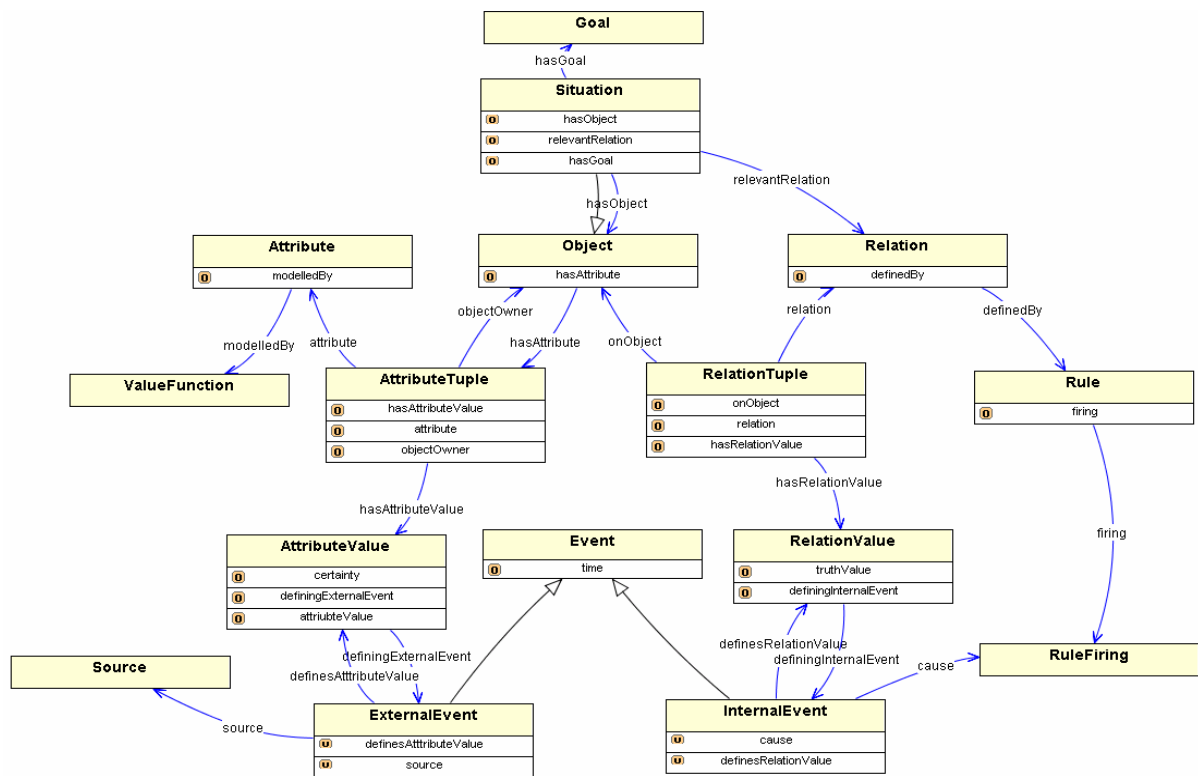 Goal
hasGoal
Situation
hasObject
relevantRelation
hasGoal
relevantRelation
hasObject
Attribute
modelledBy
Object
hasAttribute
Relation
definedBy
objectOwner
relation
definedBy
modelledBy
attribute
hasAttribute
onObject
ValueFunction
AttributeTuple
hasAttributeValue
attribute
objectOwner
RelationTuple
onObject
relation
hasRelationValue
Rule
firing
hasRelationValue
hasAttributeValue
firing
AttributeValue
certainty
definingExternalEvent
attriubteValue
Event
time
RelationValue
truthValue
definingInternalEvent
definesRelationValue
definingExternalEvent
definingInternalEvent
definesAttributeValue
Source
RuleFiring
cause
source
ExternalEvent
definesAtttributeValue
source
InternalEvent
cause
definesRelationValue